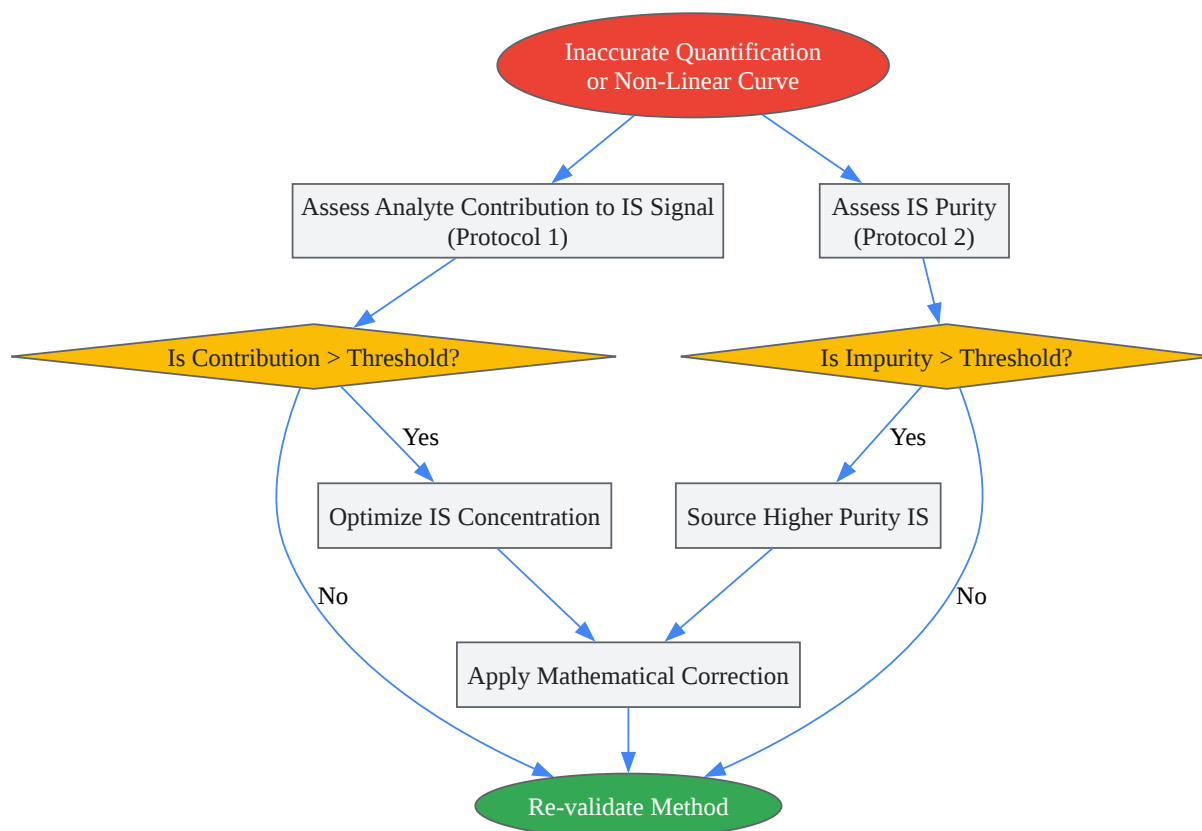 Inaccurate Quantification
or Non-Linear Curve
Assess Analyte Contribution to IS Signal
(Protocol 1)
Assess IS Purity
(Protocol 2)
Is Contribution > Threshold?
Is Impurity > Threshold?
Yes
Yes
Optimize IS Concentration
Source Higher Purity IS
No
No
Apply Mathematical Correction
Re-validate Method